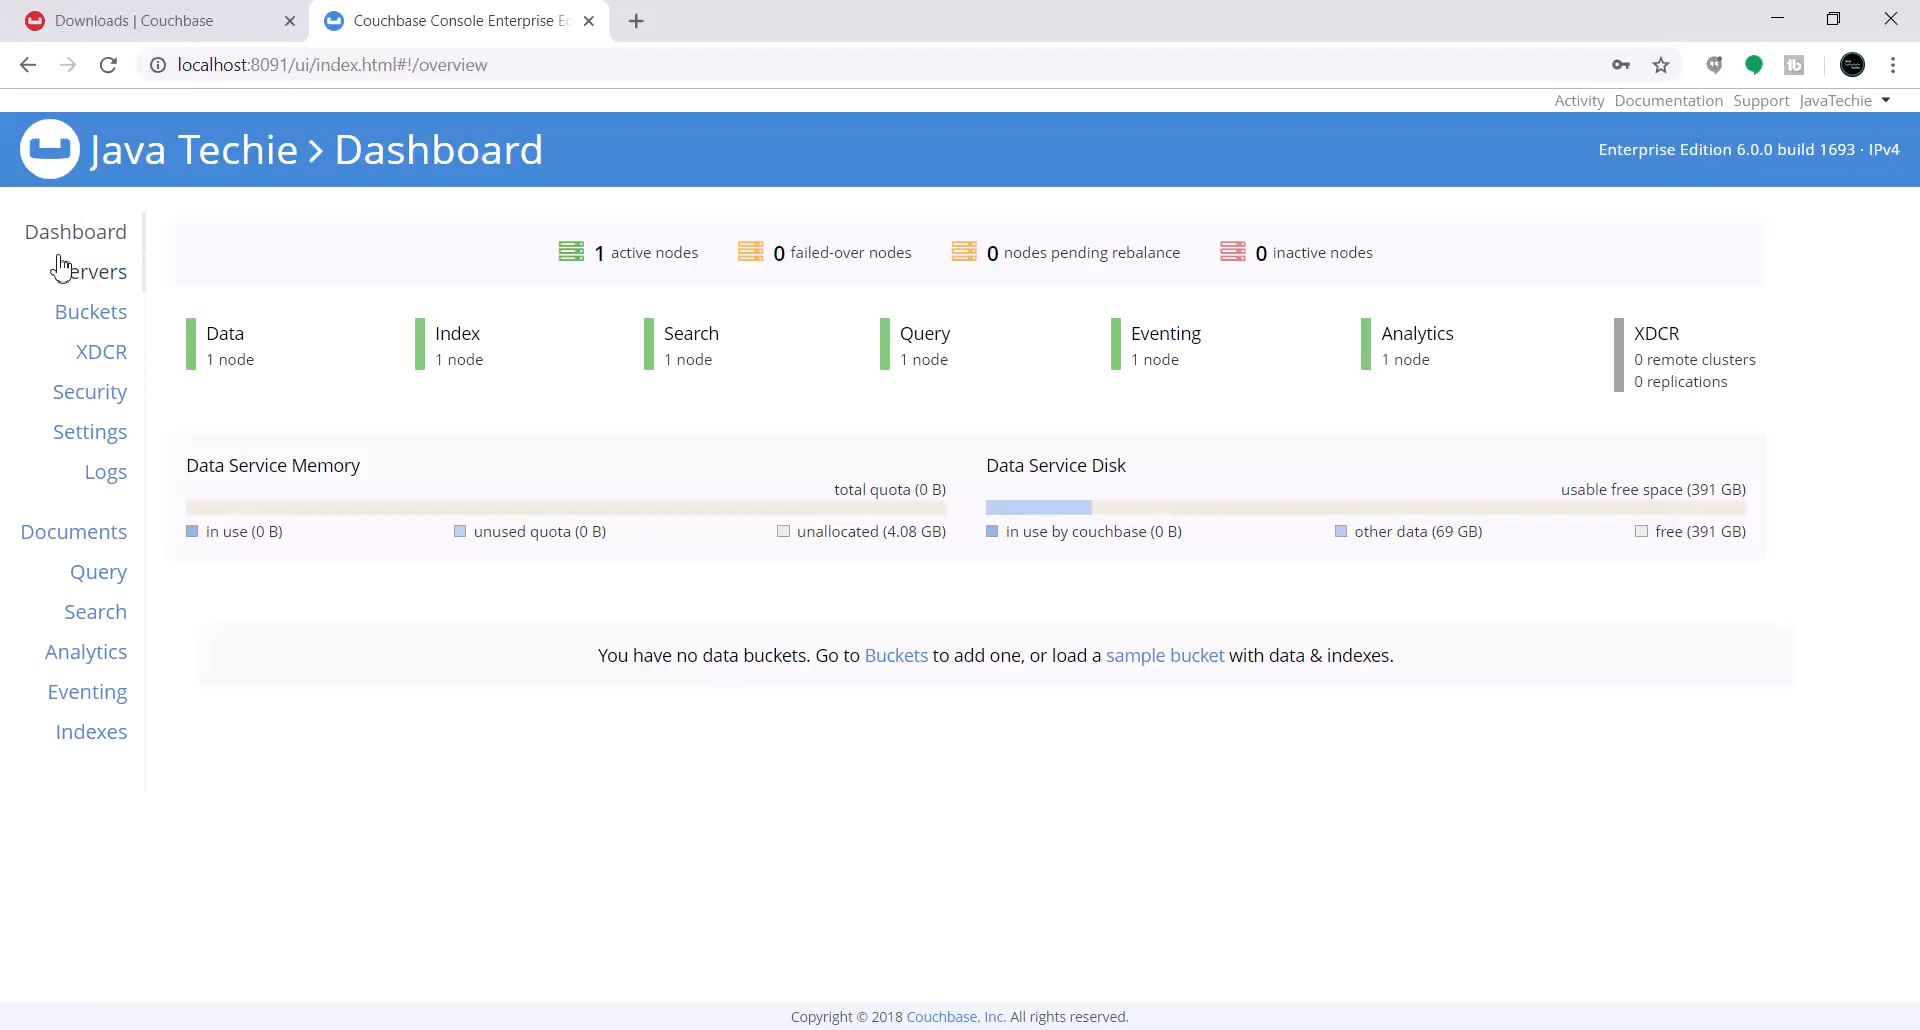 Downloads | Couchbase
Couchbase Console Enterprise Ed
localhost:8091/ui/index.html#!/overview
Activity Documentation Support JavaTechie
Java Techie > Dashboard
Enterprise Edition 6.0.0 build 1693 · IPv4
Dashboard
ervers
Buckets
XDCR
Security
Settings
Logs
Documents
Query
Search
Analytics
Eventing
Indexes
1 active nodes
0 failed-over nodes
0 nodes pending rebalance
0 inactive nodes
Data
1 node
Index
1 node
Search
1 node
Query
1 node
Eventing
1 node
Analytics
1 node
XDCR
0 remote clusters
0 replications
Data Service Memory
total quota (0 B)
in use (0 B)
unused quota (0 B)
unallocated (4.08 GB)
Data Service Disk
usable free space (391 GB)
in use by couchbase (0 B)
other data (69 GB)
free (391 GB)
You have no data buckets. Go to Buckets to add one, or load a sample bucket with data & indexes.
Copyright © 2018 Couchbase, Inc. All rights reserved.